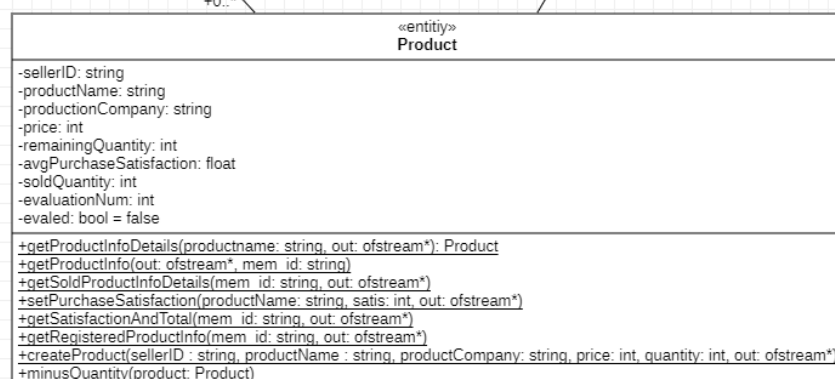 +0..*
«entitiy»
Product
-sellerID: string
-productName: string
-productionCompany: string
-price: int
-remainingQuantity: int
-avgPurchaseSatisfaction: float
-soldQuantity: int
-evaluationNum: int
-evaled: bool = false
+getProductInfoDetails(productname: string, out: ofstream*): Product
+getProductInfo(out: ofstream*, mem_id: string)
+getSoldProductInfoDetails(mem_id: string, out: ofstream*)
+setPurchaseSatisfaction(productName: string, satis: int, out: ofstream*)
+getSatisfactionAndTotal(mem_id: string, out: ofstream*)
+getRegisteredProductInfo(mem_id: string, out: ofstream*)
+createProduct(sellerID : string, productName : string, productCompany: string, price: int, quantity: int, out: ofstream*)
+minusQuantity(product: Product)